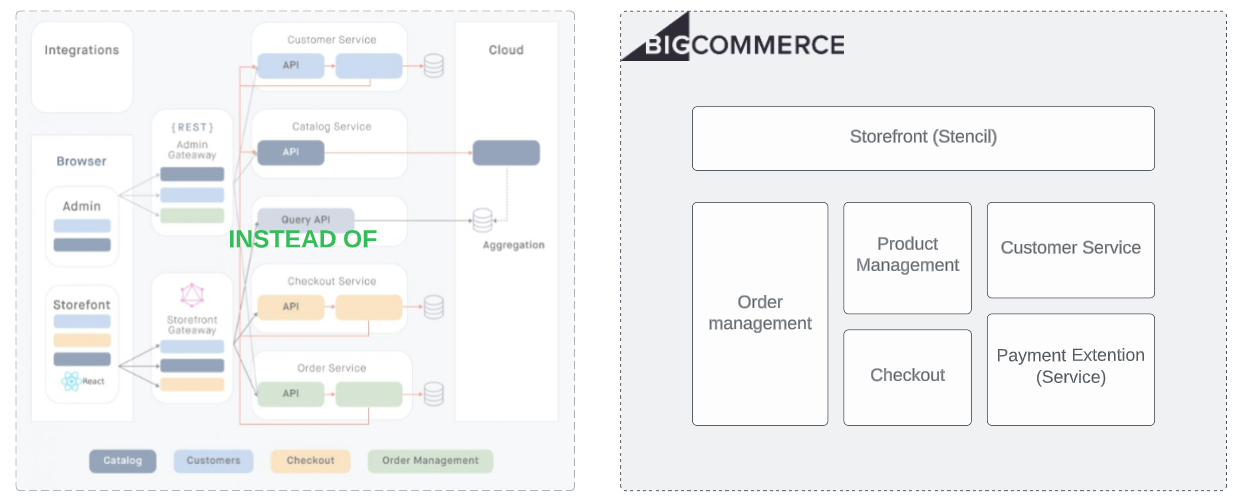 Integrations
Customer Service
API
Cloud
{REST}
Admin
Gateaway
Catalog Service
API
Browser
Admin
Query API
INSTEAD OF
Aggregation
Storefont
React
Storefront
Gateaway
Checkout Service
API
Order Service
API
Catalog
Customers
Checkout
Order Management
BIGCOMMERCE
Storefront (Stencil)
Order
management
Product
Management
Customer Service
Checkout
Payment Extention
(Service)